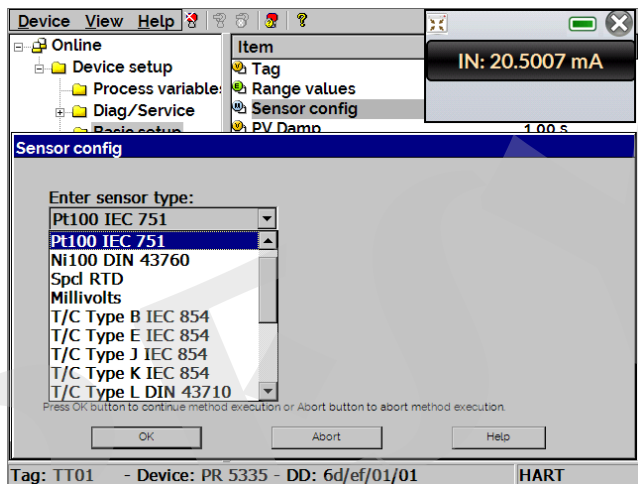 Device View Help
IN: 20.5007 mA
Online
Item
Device setup
Tag
Process variable
Range values
Diag/Service
Sensor config
Basic setup
PV Damp
1.00 s
Sensor config
Enter sensor type:
Pt100 IEC 751
Pt100 IEC 751
Ni100 DIN 43760
Spcl RTD
Millivolts
T/C Type B IEC 854
T/C Type E IEC 854
T/C Type J IEC 854
T/C Type K IEC 854
T/C Type L DIN 43710
Press OK button to continue method execution or Abort button to abort method execution.
OK Abort Help
Tag: TT01 - Device: PR 5335 - DD: 6d/ef/01/01 HART